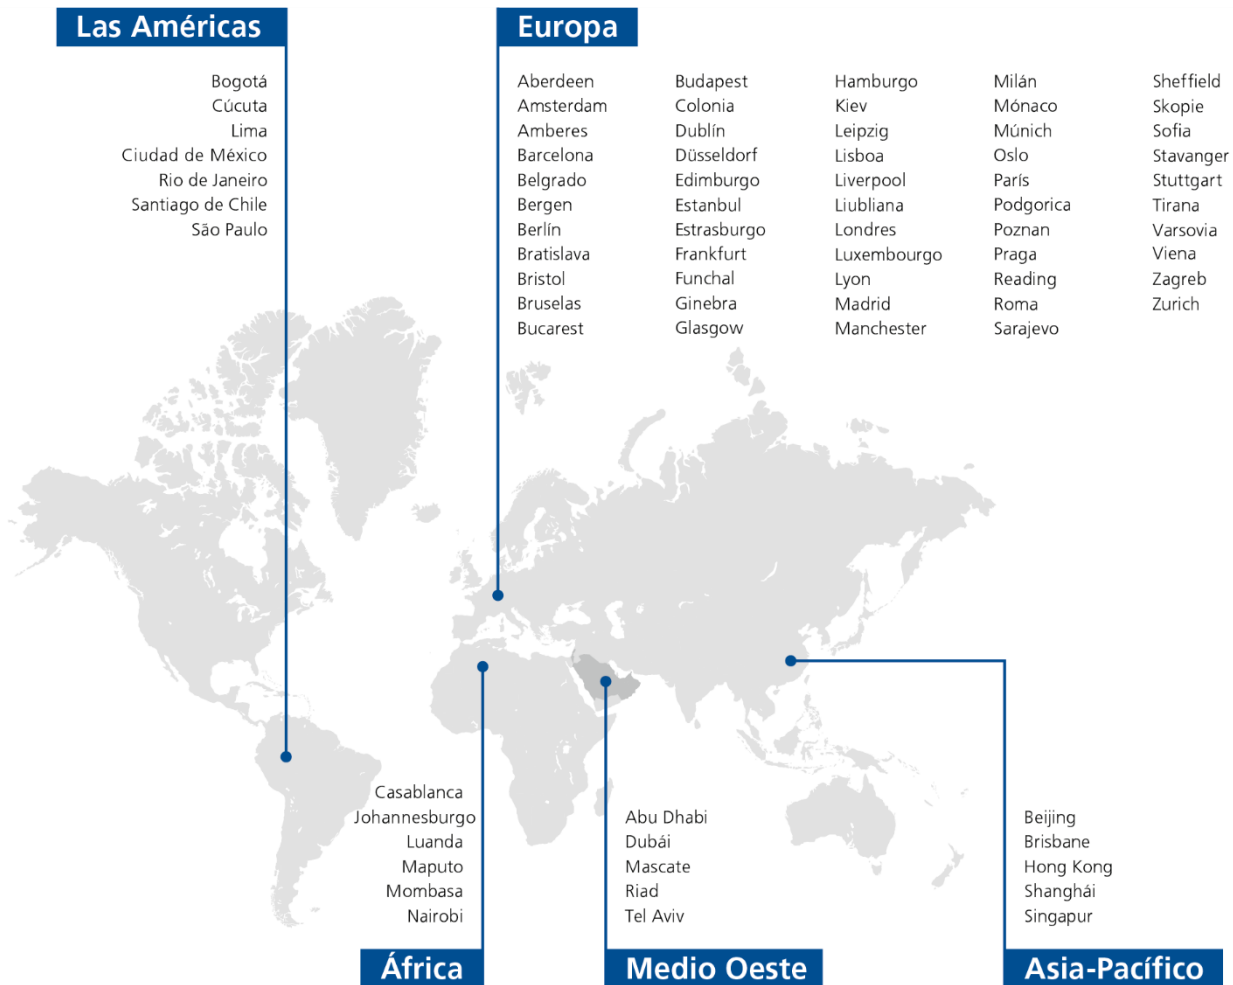 Las Américas
Bogotá
Cúcuta
Lima
Ciudad de México
Rio de Janeiro
Santiago de Chile
São Paulo
Europa
Aberdeen
Amsterdam
Amberes
Barcelona
Belgrado
Bergen
Berlín
Bratislava
Bristol
Bruselas
Bucarest
Budapest
Colonia
Dublín
Düsseldorf
Edimburgo
Estanbul
Estrasburgo
Frankfurt
Funchal
Ginebra
Glasgow
Hamburgo
Kiev
Leipzig
Lisboa
Liverpool
Liubliana
Londres
Luxembourgo
Lyon
Madrid
Manchester
Milán
Mónaco
Múnich
Oslo
París
Podgorica
Poznan
Praga
Reading
Roma
Sarajevo
Sheffield
Skopie
Sofia
Stavanger
Stuttgart
Tirana
Varsovia
Viena
Zagreb
Zurich
Casablanca
Johannesburgo
Luanda
Maputo
Mombasa
Nairobi
África
Abu Dhabi
Dubái
Mascate
Riad
Tel Aviv
Medio Oeste
Beijing
Brisbane
Hong Kong
Shanghái
Singapur
Asia-Pacífico